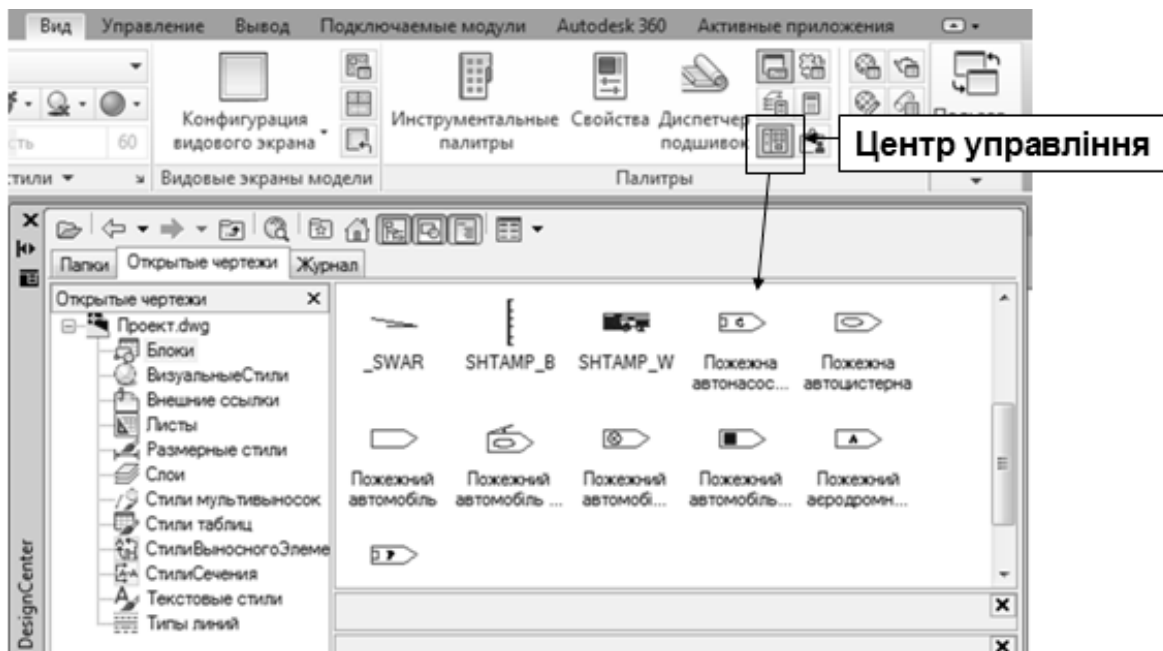 Вид Управление Вывод Подключаемые модули Autodesk 360 Активные приложения
60
Конфигурация
видового экрана
Инструментальные
палитры
Свойства
Диспетчер
подшивок
Центр управління
Видовые экраны модели
Палитры
Папки Открытые чертежи Журнал
Открытые чертежи
Проект.dwg
Блоки
ВизуальныеСтили
Внешние ссылки
Листы
Размерные стили
Слои
Стили мультивыносок
Стили таблиц
СтилиВыносногоЭлеме
СтилиСечения
Текстовые стили
Типы линий
_SWAR SHTAMP_B SHTAMP_W Пожежна
автонасос... Пожежна
автоцистерна
Пожежний
автомобіль Пожежний
автомобіль ... Пожежний
автомобі... Пожежний
автомобіль... Пожежний
аєродромн...
DesignCenter